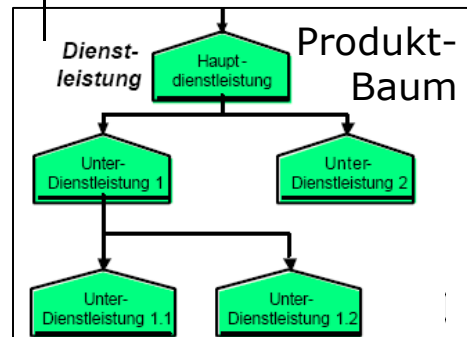 Dienst-
leistung
Haupt-
dienstleistung
Produkt-
Baum
Unter-
Dienstleistung 1
Unter-
Dienstleistung 2
Unter-
Dienstleistung 1.1
Unter-
Dienstleistung 1.2